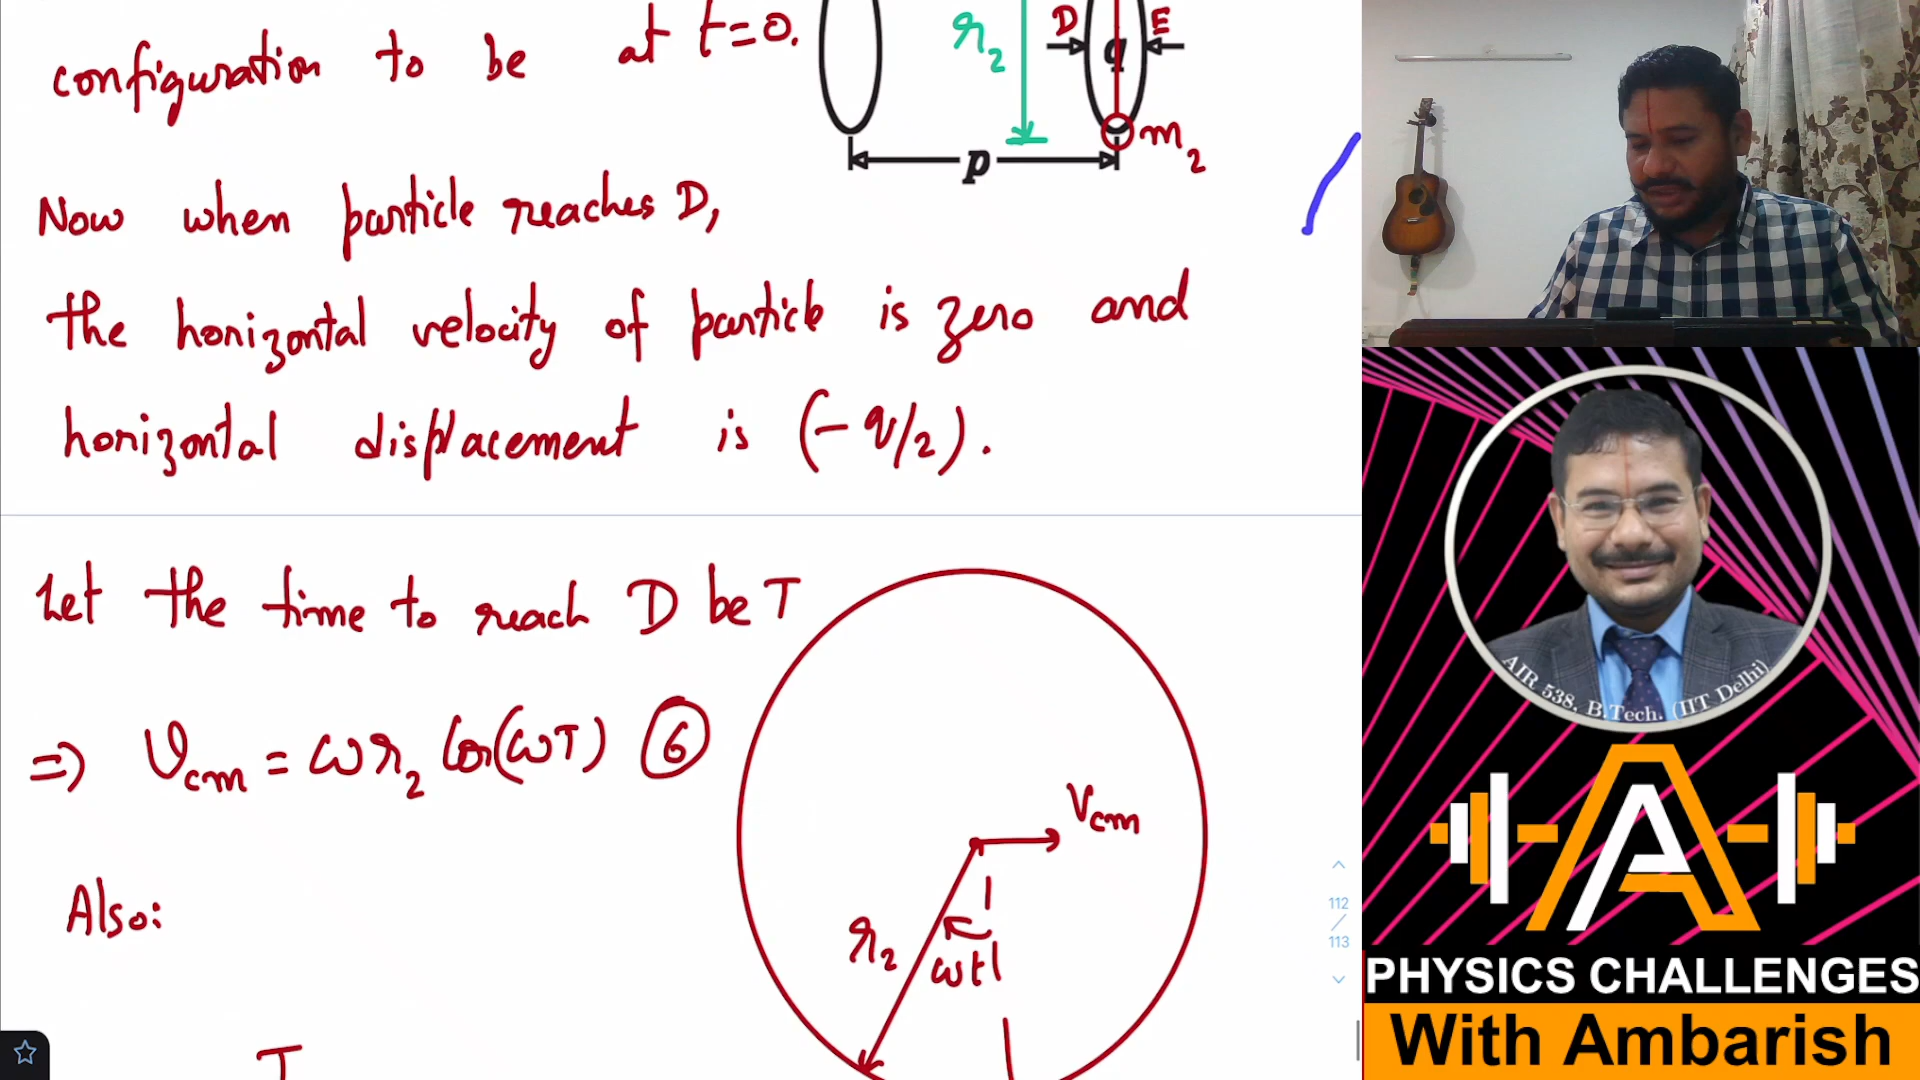 configuration to be at t=0.
r₂
D
q
E
m₂
p
Now when particle reaches D,
the horizontal velocity of particle is zero and
horizontal displacement is (-q/2).
Let the time to reach D be T
=> Vcm = ωr₂ Cos(ωT) ⑥
Vcm
r₂
ωt
Also:
T
112
/
113
AIR 538, B.Tech. (IIT Delhi)
A
PHYSICS CHALLENGES
With Ambarish